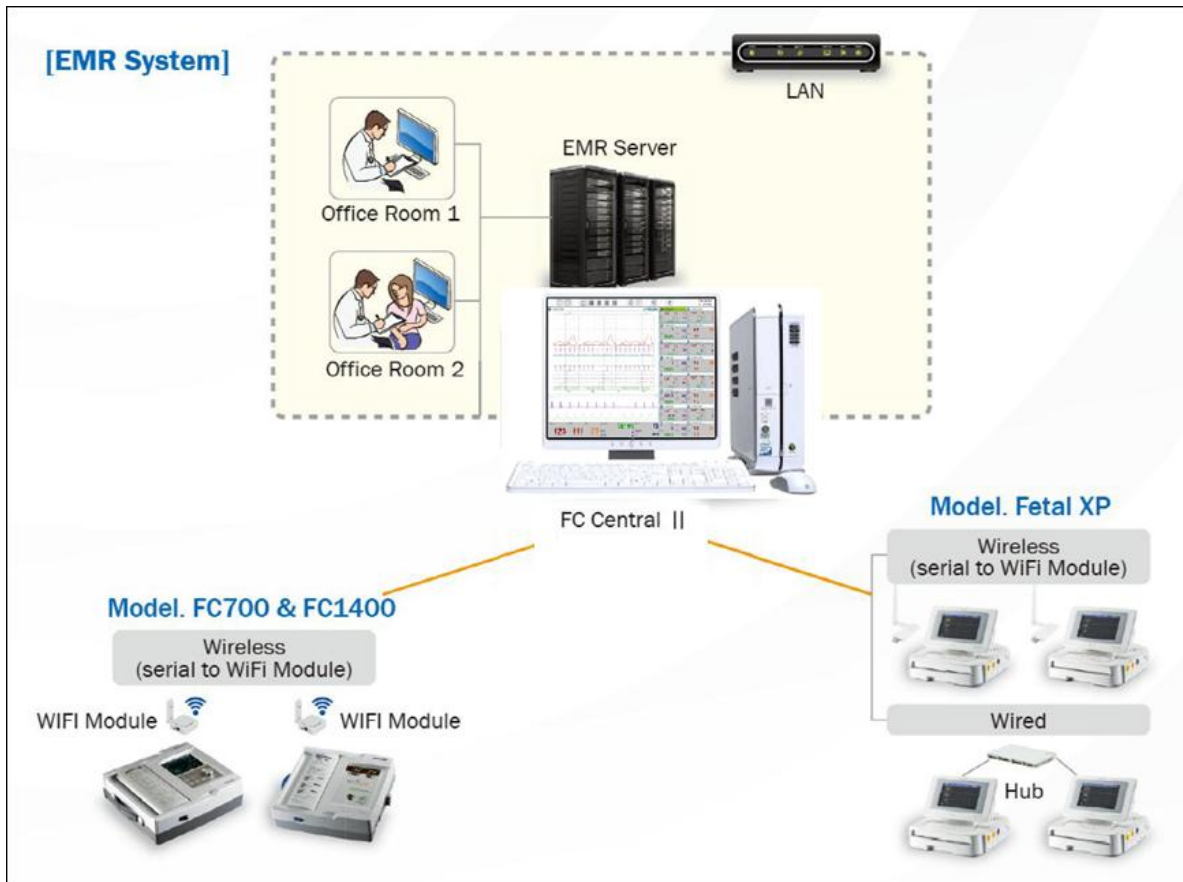 [EMR System]
LAN
EMR Server
Office Room 1
Office Room 2
FC Central II
Model. Fetal XP
Wireless
(serial to WiFi Module)
Model. FC700 & FC1400
Wireless
(serial to WiFi Module)
WIFI Module
WIFI Module
Wired
Hub